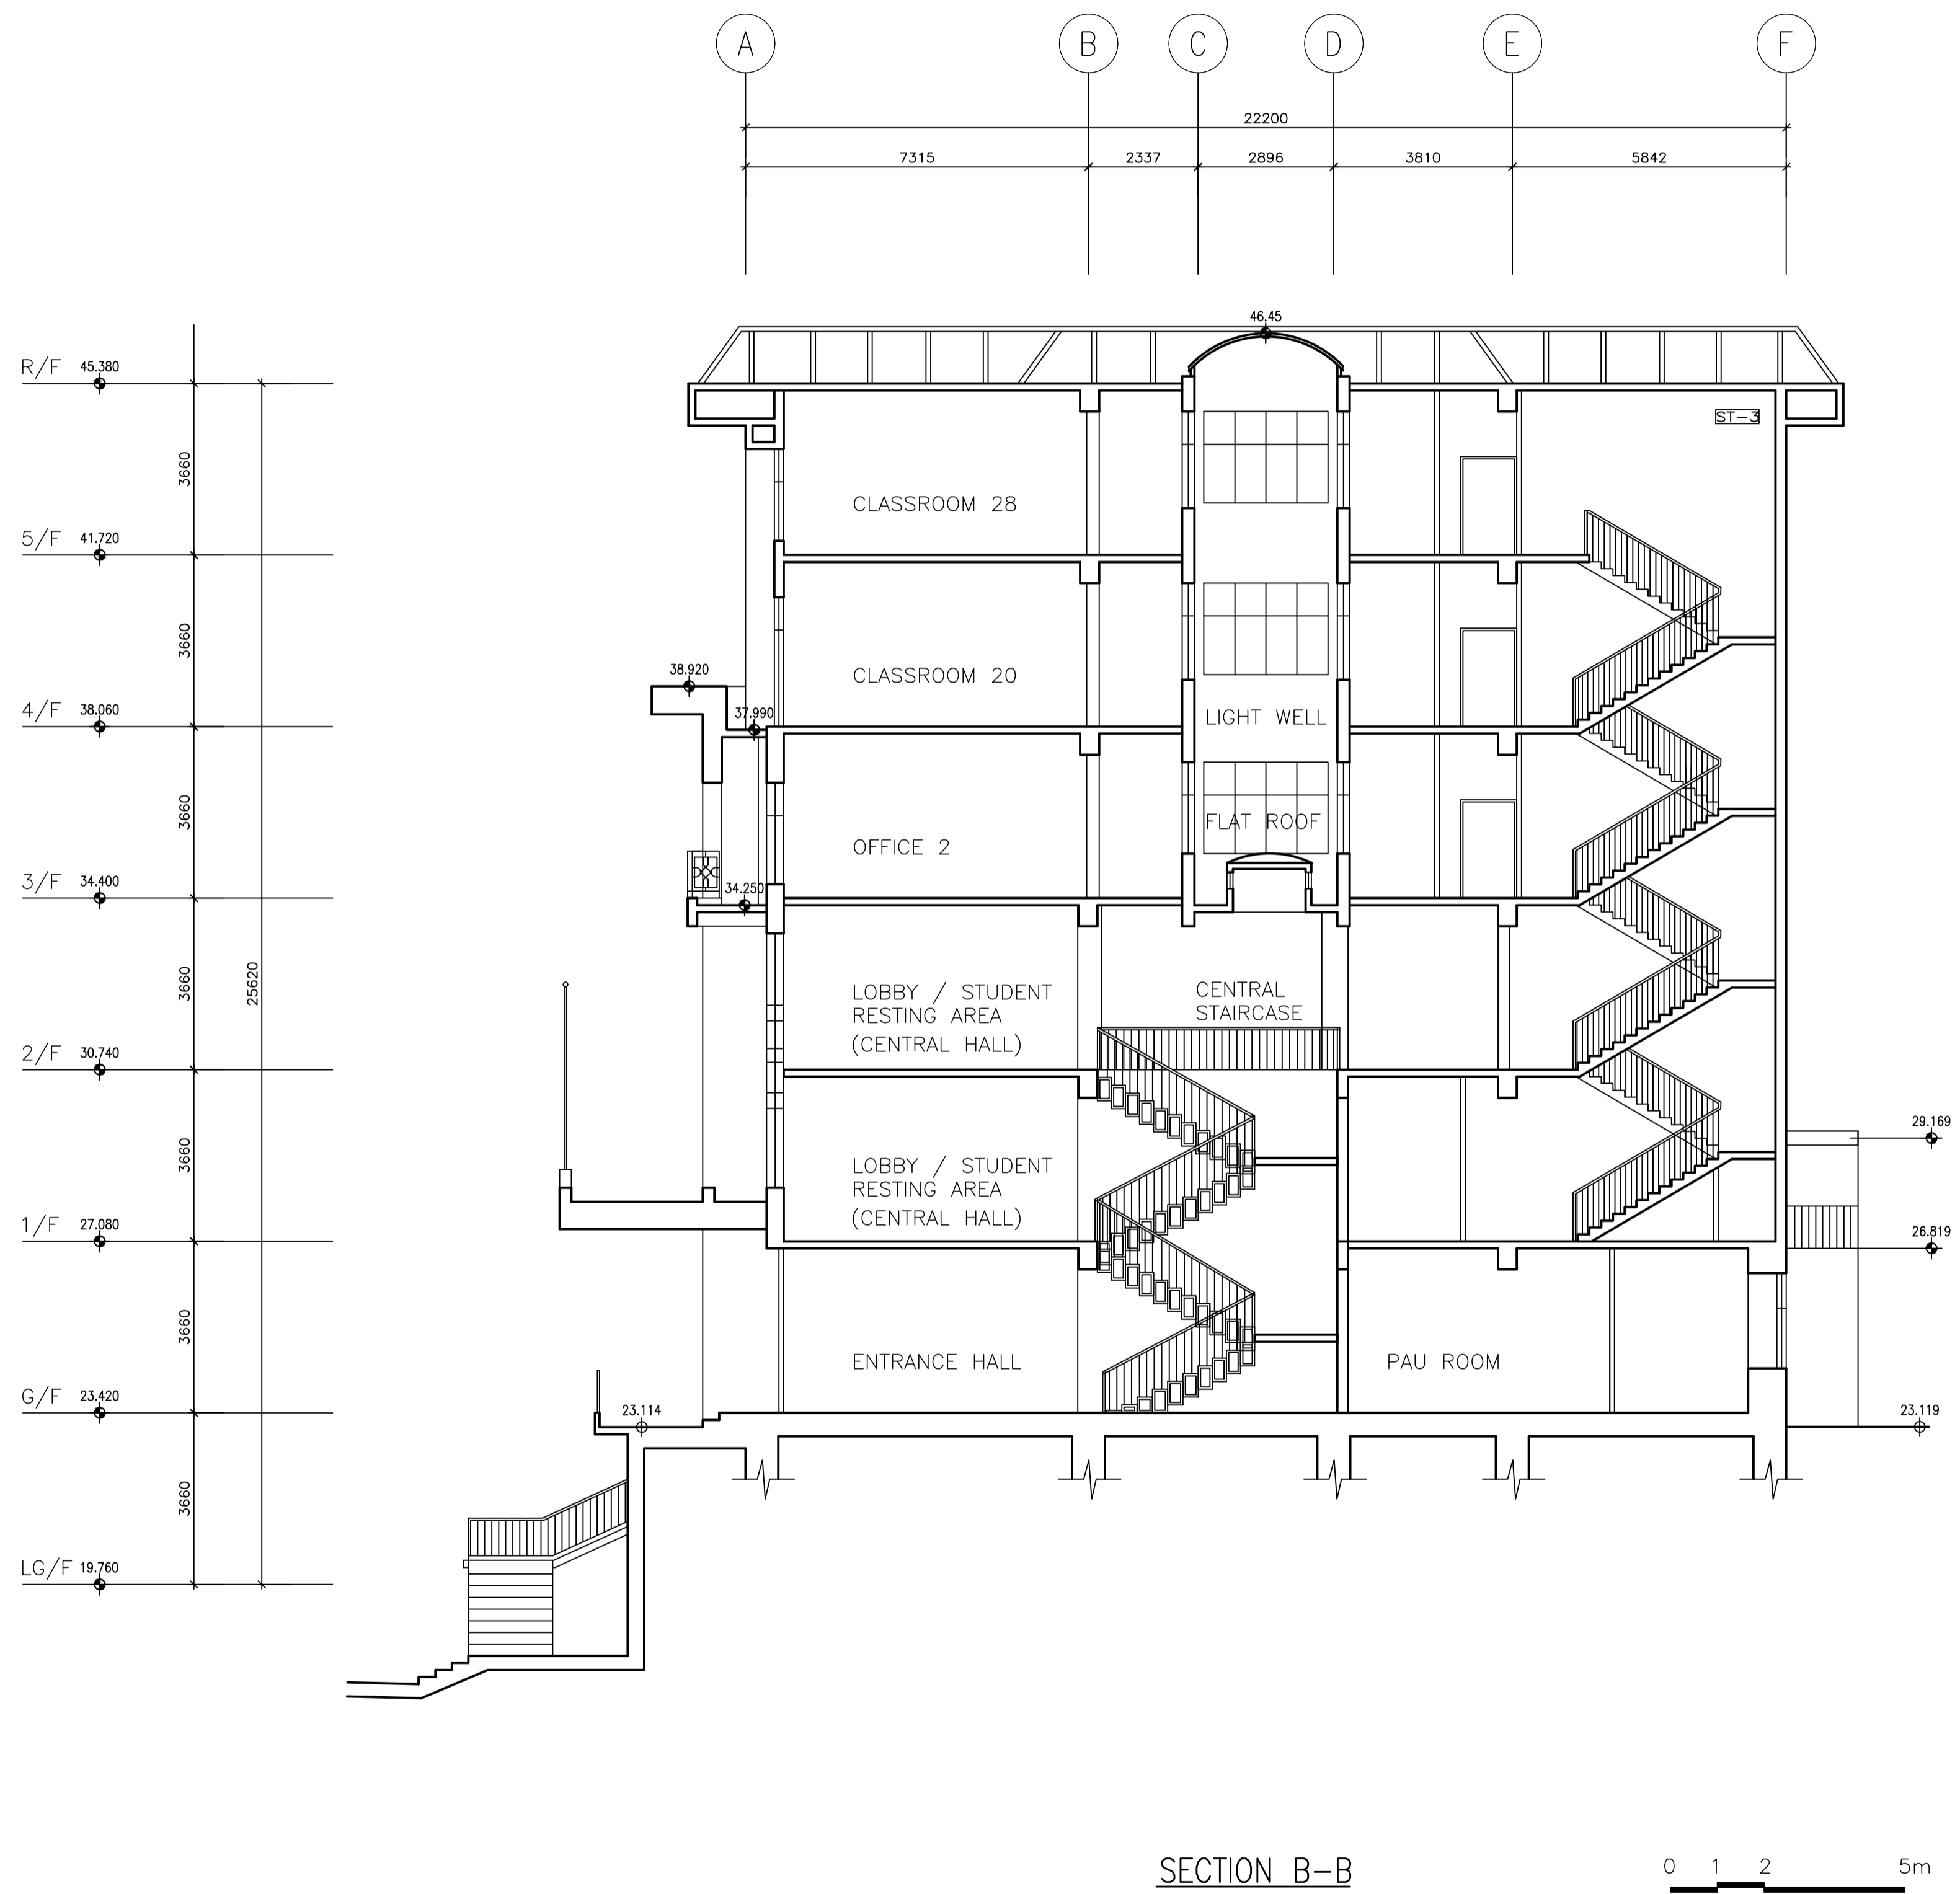 A B C D E F
22200
7315 2337 2896 3810 5842
46.45
R/F 45.380
ST-3
3660
CLASSROOM 28
5/F 41.720
3660
CLASSROOM 20
38.920
4/F 38.060
37.990
LIGHT WELL
3660
FLAT ROOF
OFFICE 2
3/F 34.400
34.250
3660
25620
LOBBY / STUDENT
RESTING AREA
(CENTRAL HALL)
CENTRAL
STAIRCASE
2/F 30.740
29.169
3660
LOBBY / STUDENT
RESTING AREA
(CENTRAL HALL)
1/F 27.080
26.819
3660
ENTRANCE HALL
PAU ROOM
G/F 23.420
23.114
23.119
3660
LG/F 19.760
SECTION B-B
0 1 2 5m